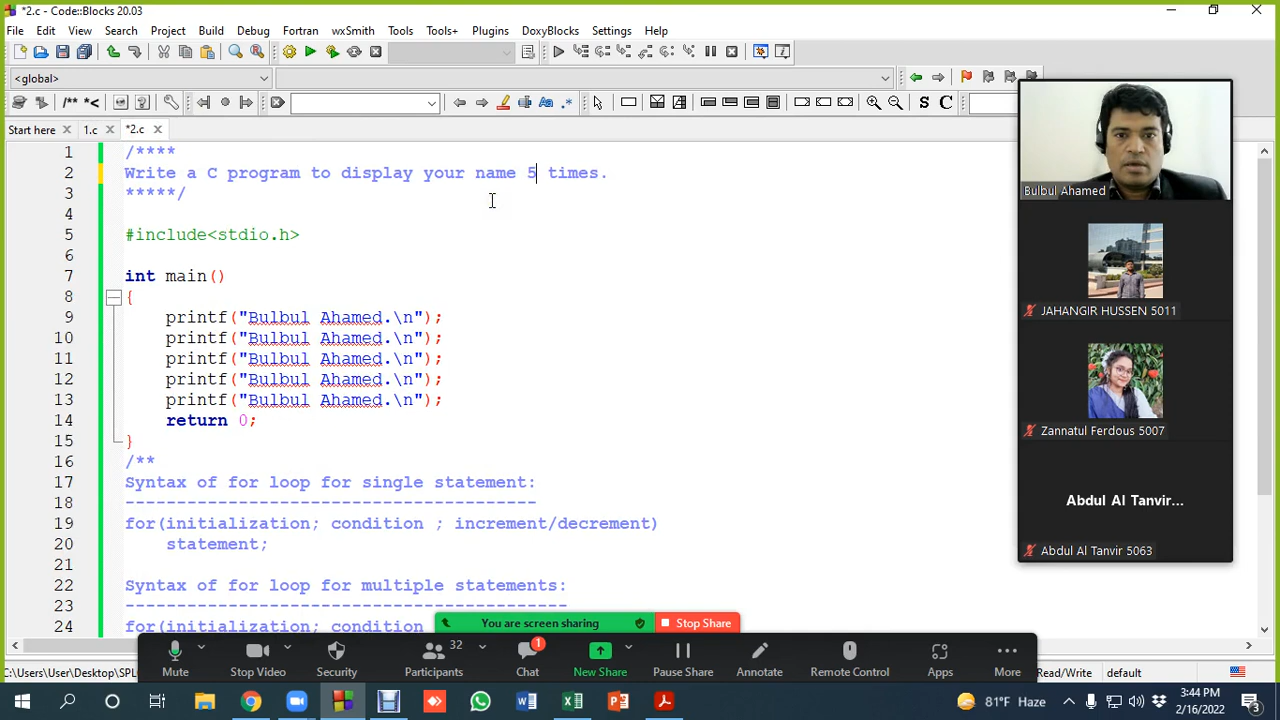 *2.c - Code::Blocks 20.03
File Edit View Search Project Build Debug Fortran wxSmith Tools Tools+ Plugins DoxyBlocks Settings Help
<global>
/** *<
S C
Start here 1.c *2.c
1 /****
2 Write a C program to display your name 5 times.
3 *****/
4
5 #include<stdio.h>
6
7 int main()
8 {
9 printf("Bulbul Ahamed.\n");
10 printf("Bulbul Ahamed.\n");
11 printf("Bulbul Ahamed.\n");
12 printf("Bulbul Ahamed.\n");
13 printf("Bulbul Ahamed.\n");
14 return 0;
15 }
16 /**
17 Syntax of for loop for single statement:
18 ----------------------------------------
19 for(initialization; condition ; increment/decrement)
20 statement;
21
22 Syntax of for loop for multiple statements:
23 -------------------------------------------
24 for(initialization; condition
Bulbul Ahamed
JAHANGIR HUSSEN 5011
Zannatul Ferdous 5007
Abdul Al Tanvir...
Abdul Al Tanvir 5063
You are screen sharing Stop Share
Mute Stop Video Security Participants 32 Chat 1 New Share Pause Share Annotate Remote Control Apps More
C:\Users\User\Desktop\SPL Read/Write default
81°F Haze 3:44 PM
2/16/2022 3